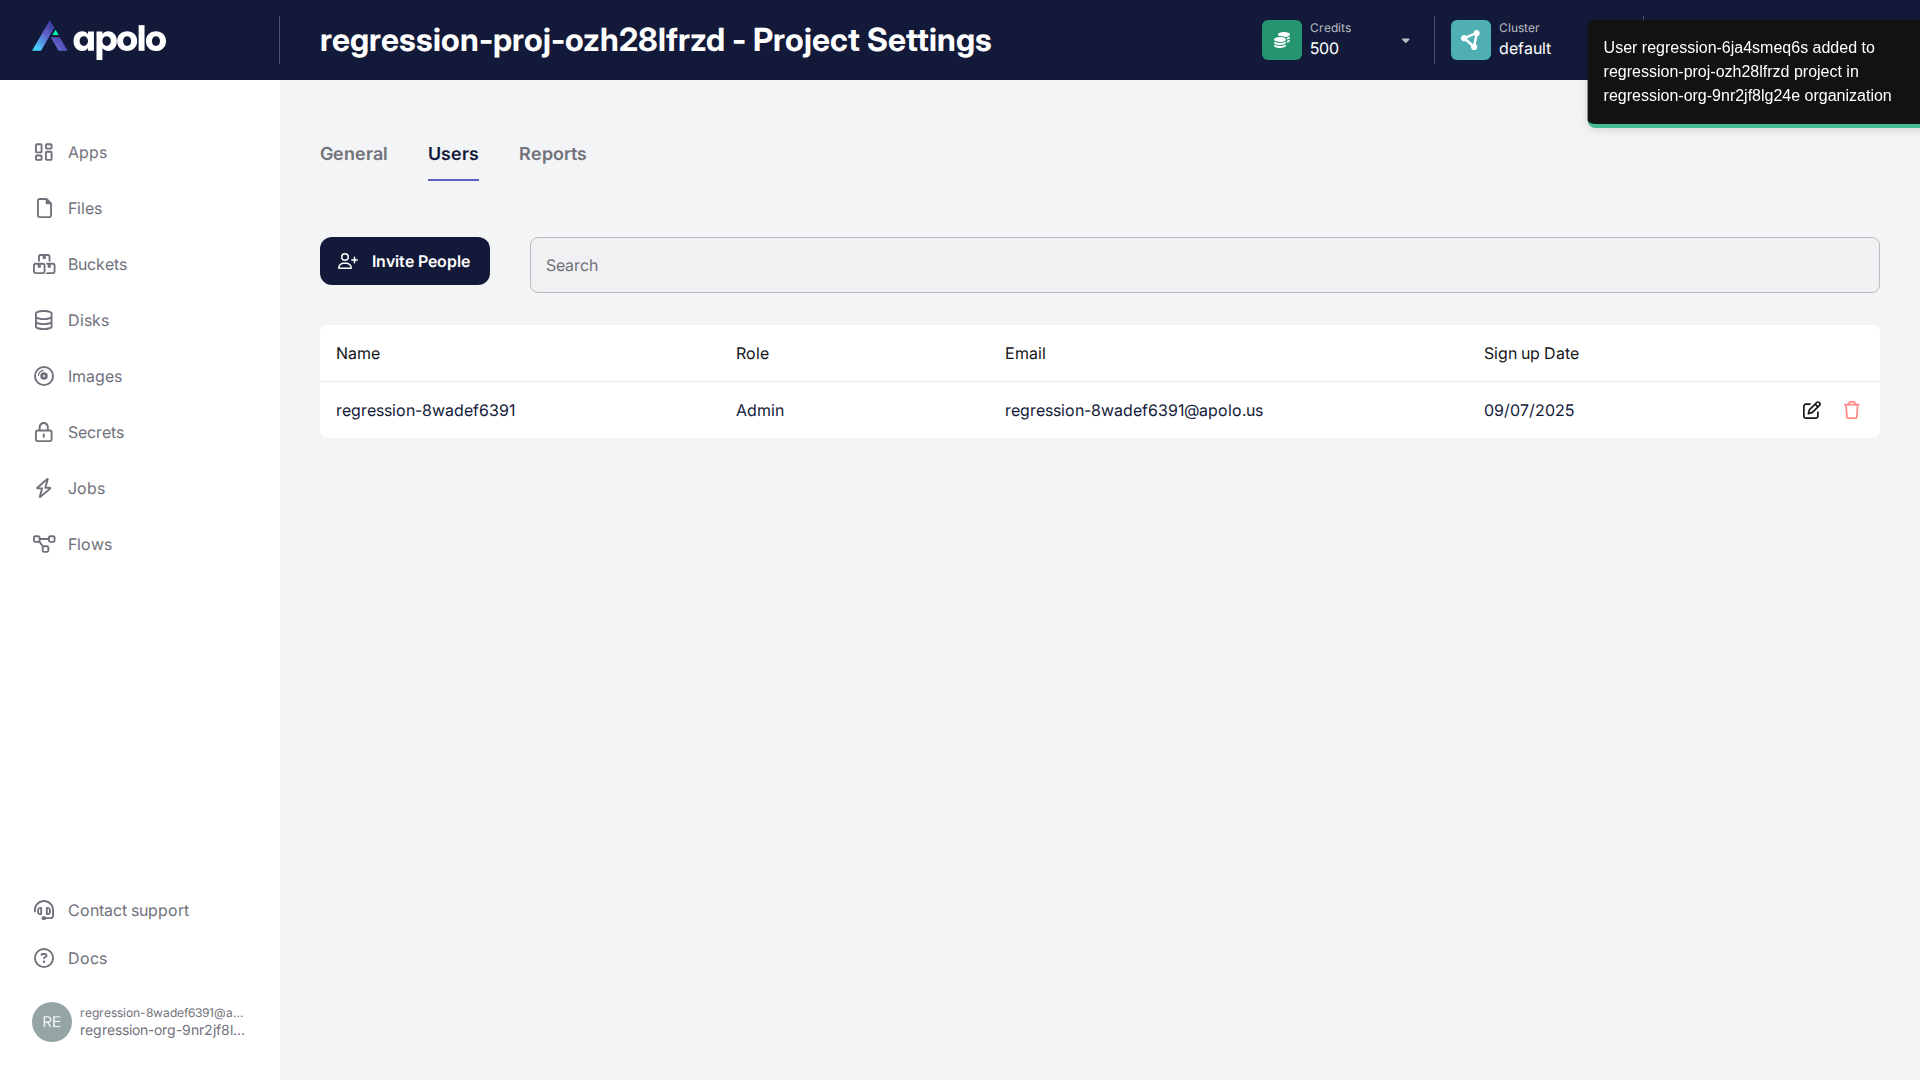 apolo
regression-proj-ozh28lfrzd - Project Settings
Credits
500
Cluster
default
User regression-6ja4smeq6s added to
regression-proj-ozh28lfrzd project in
regression-org-9nr2jf8lg24e organization
Apps
Files
Buckets
Disks
Images
Secrets
Jobs
Flows
General
Users
Reports
Invite People
Search
Name Role Email Sign up Date
regression-8wadef6391 Admin regression-8wadef6391@apolo.us 09/07/2025
Contact support
Docs
RE
regression-8wadef6391@a...
regression-org-9nr2jf8l...